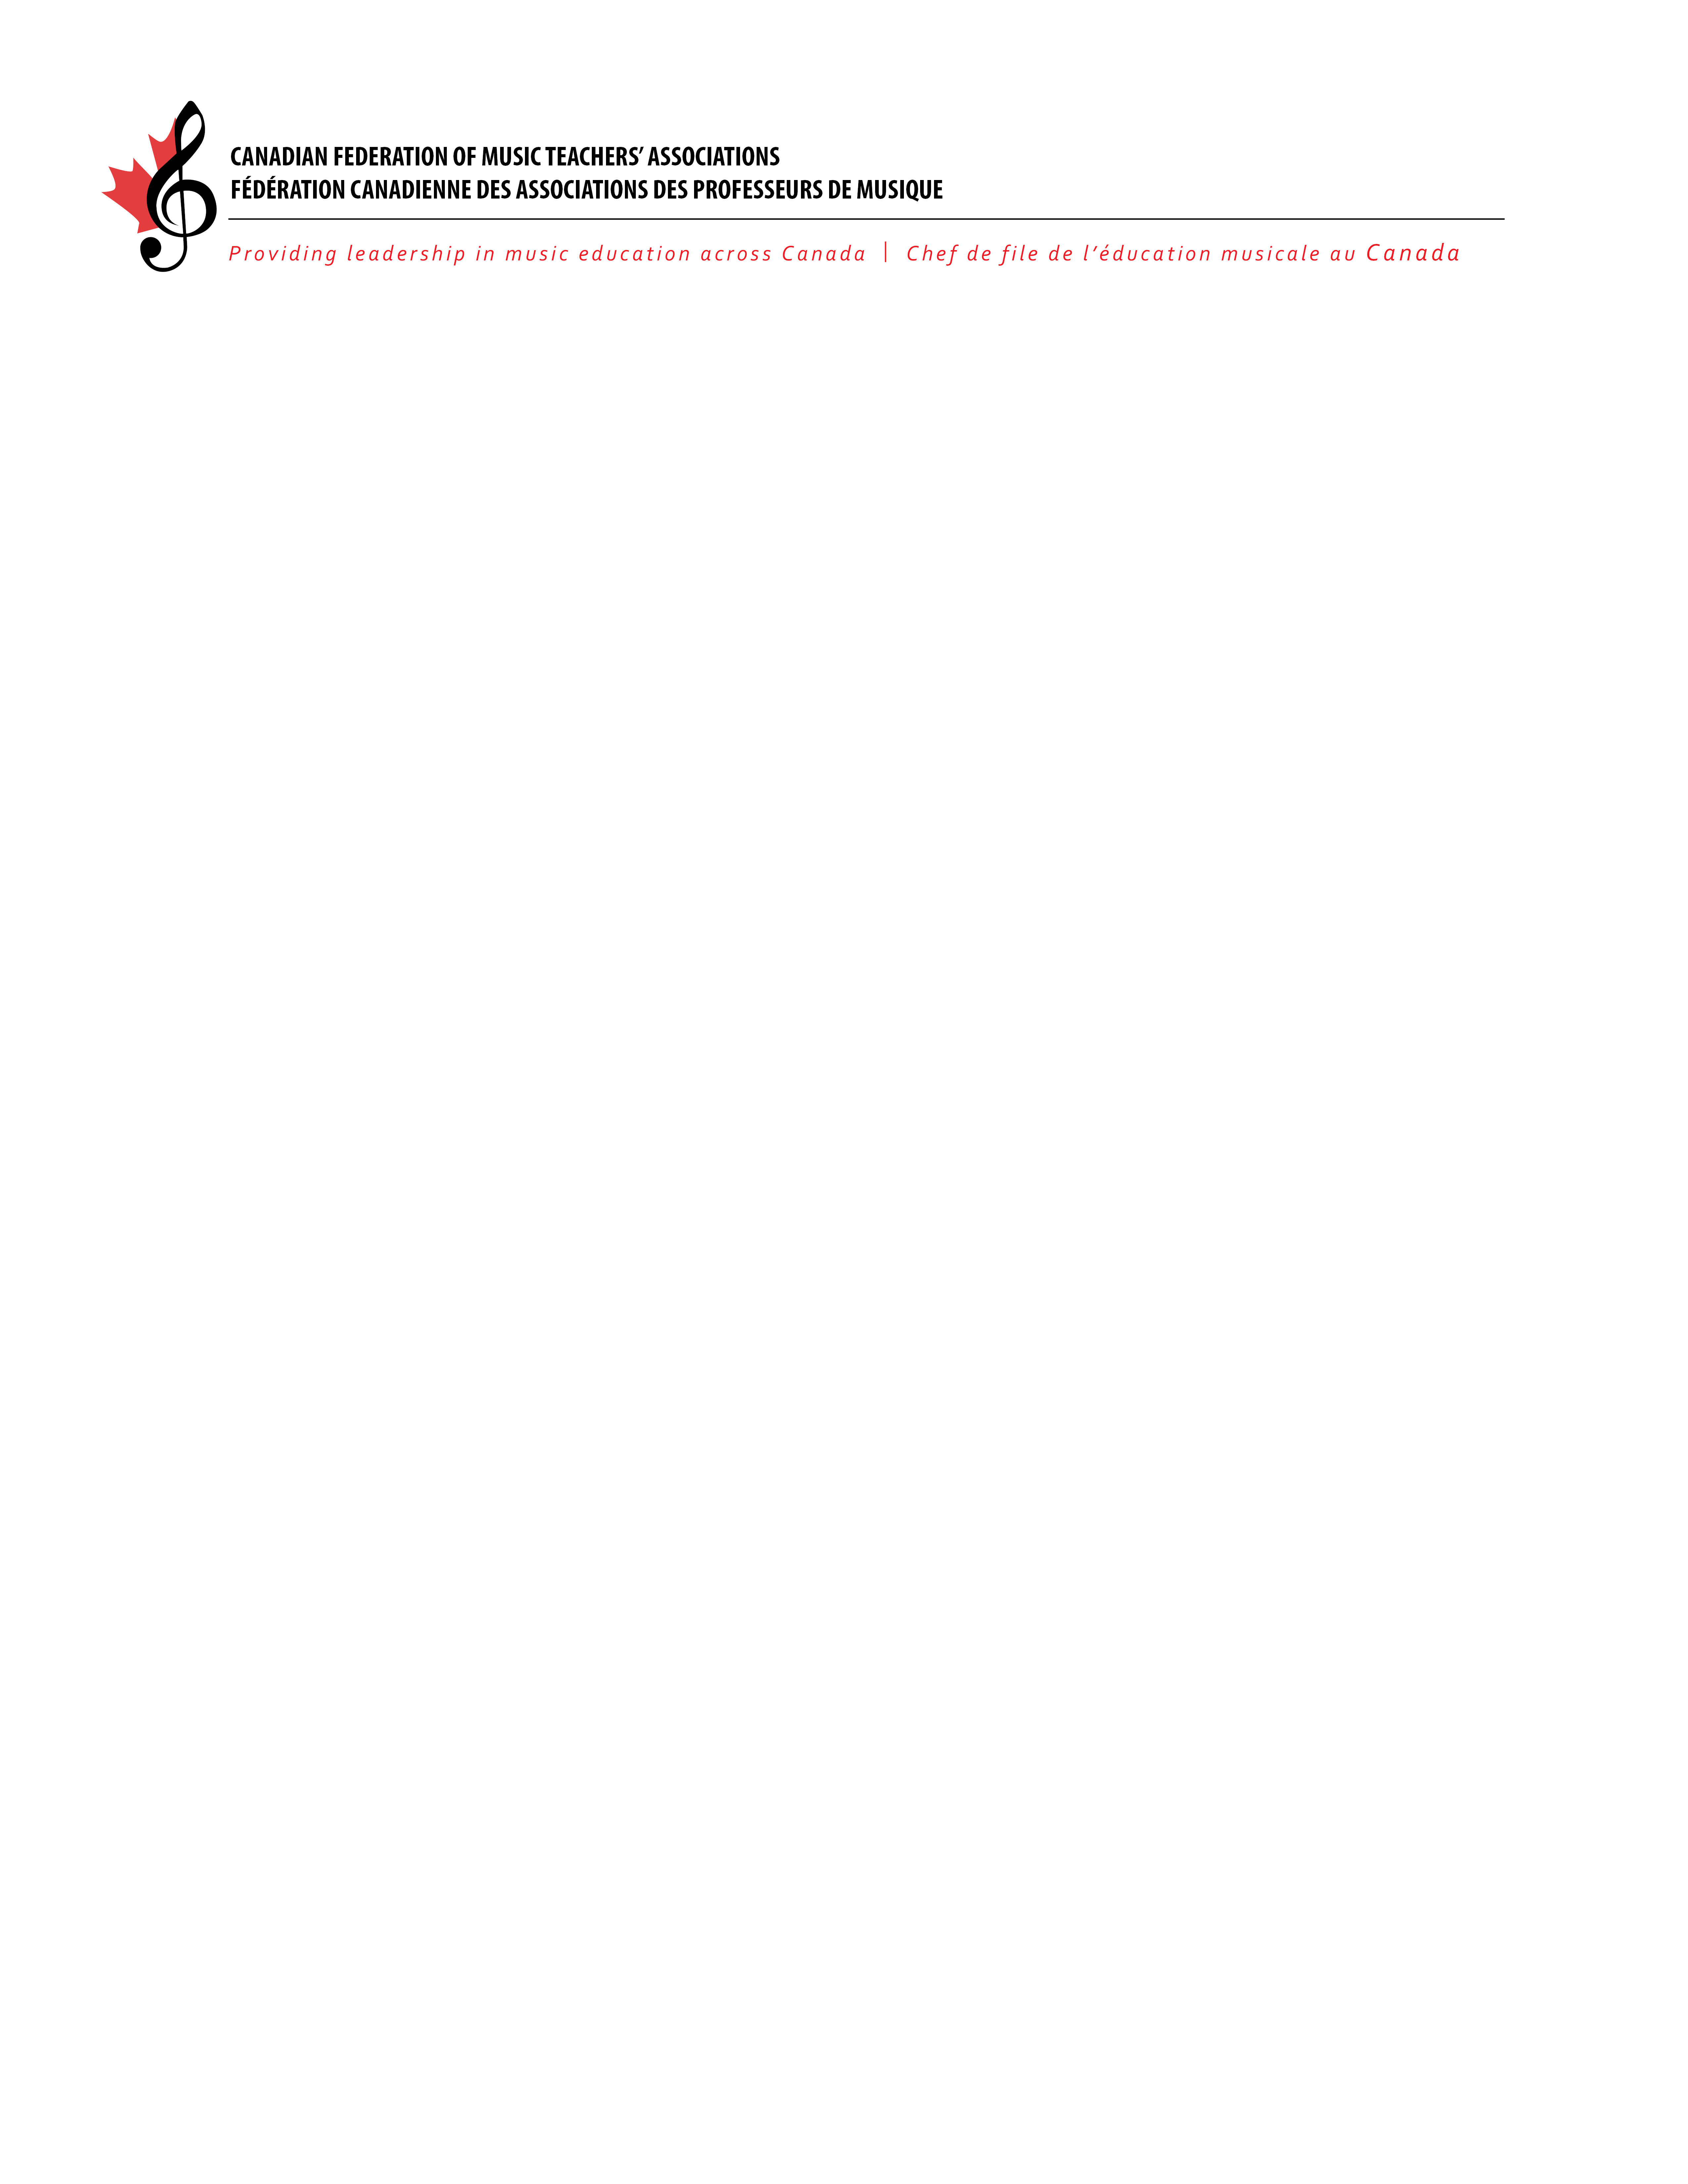 CANADIAN FEDERATION OF MUSIC TEACHERS’ ASSOCIATIONS
FÉDÉRATION CANADIENNE DES ASSOCIATIONS DES PROFESSEURS DE MUSIQUE
Providing leadership in music education across Canada | Chef de file de l’éducation musicale au Canada